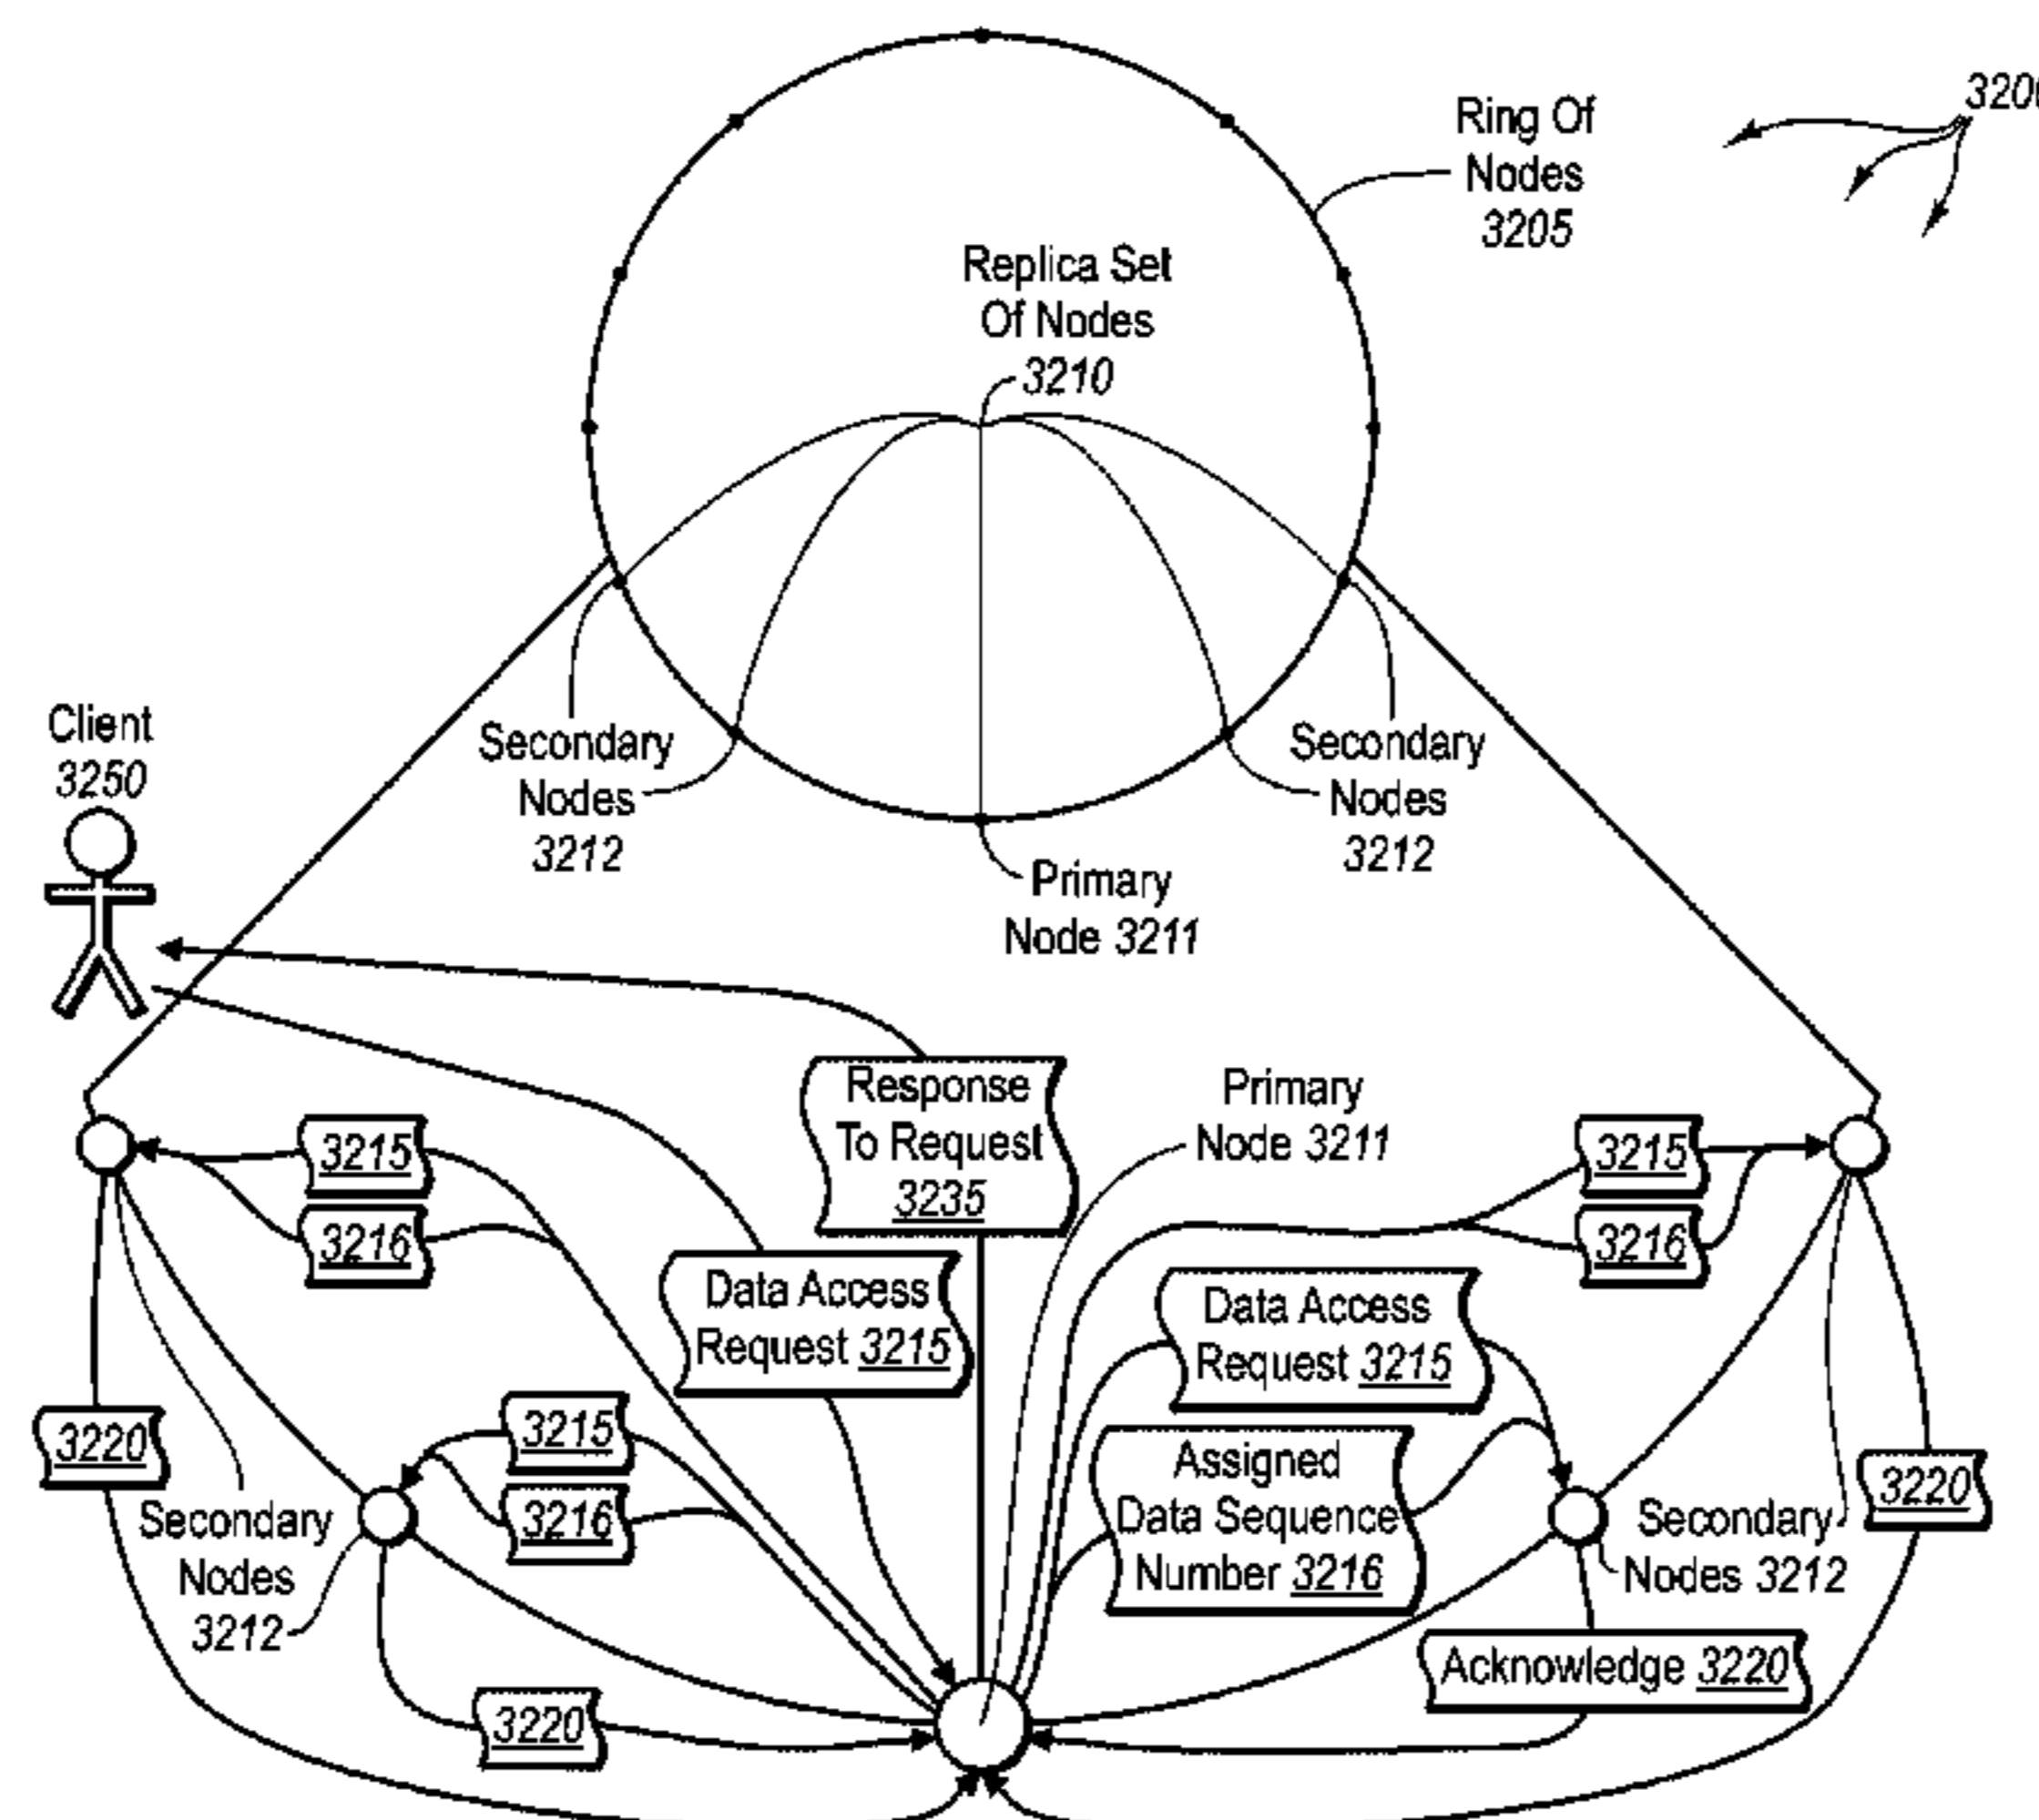 3200
Ring Of
Nodes
3205
Replica Set
Of Nodes
3210
Client
3250
Secondary
Nodes
3212
Secondary
Nodes
3212
Primary
Node 3211
Response
To Request
3235
Primary
Node 3211
3215
3216
3215
3216
Data Access
Request 3215
Data Access
Request 3215
3220
3215
3216
Assigned
Data Sequence
Number 3216
3220
Secondary
Nodes
3212
Secondary
Nodes 3212
3220
Acknowledge 3220